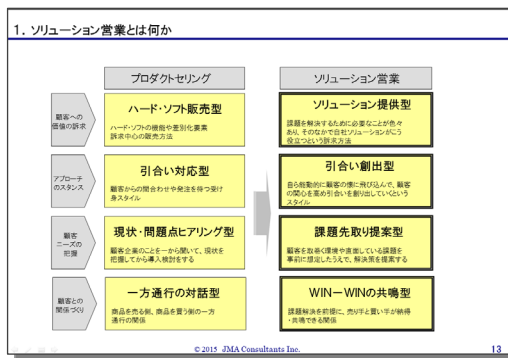 1．ソリューション営業とは何か
プロダクトセリング
ソリューション営業
顧客への
価値の訴求
ハード・ソフト販売型
ハード・ソフトの機能や差別化要素
訴求中心の販売方法
ソリューション提供型
課題を解決するために必要なことが色々
あり、そのなかで自社ソリューションがこう
役立つという訴求方法
アプローチ
のスタンス
引合い対応型
顧客からの問合わせや発注を待つ受け
身スタイル
引合い創出型
自ら能動的に顧客の懐に飛び込んで、顧客
の関心を高め引合いを創り出していくという
スタイル
顧客
ニーズの
把握
現状・問題点ヒアリング型
顧客企業のことを一から聞いて、現状を
把握してから導入検討をする
課題先取り提案型
顧客を取巻く環境や直面している課題を
事前に想定したうえで、解決策を提案する
顧客との
関係づくり
一方通行の対話型
商品を売る側、商品を買う側の一方
通行の関係
WINーWINの共鳴型
課題解決を前提に、売り手と買い手が納得
・共鳴できる関係
© 2015 JMA Consultants Inc.
13